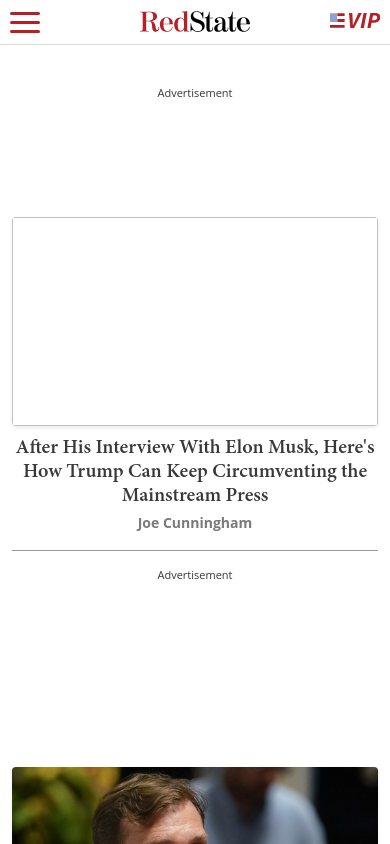 RedState
VIP
Advertisement
After His Interview With Elon Musk, Here's
How Trump Can Keep Circumventing the
Mainstream Press
Joe Cunningham
Advertisement